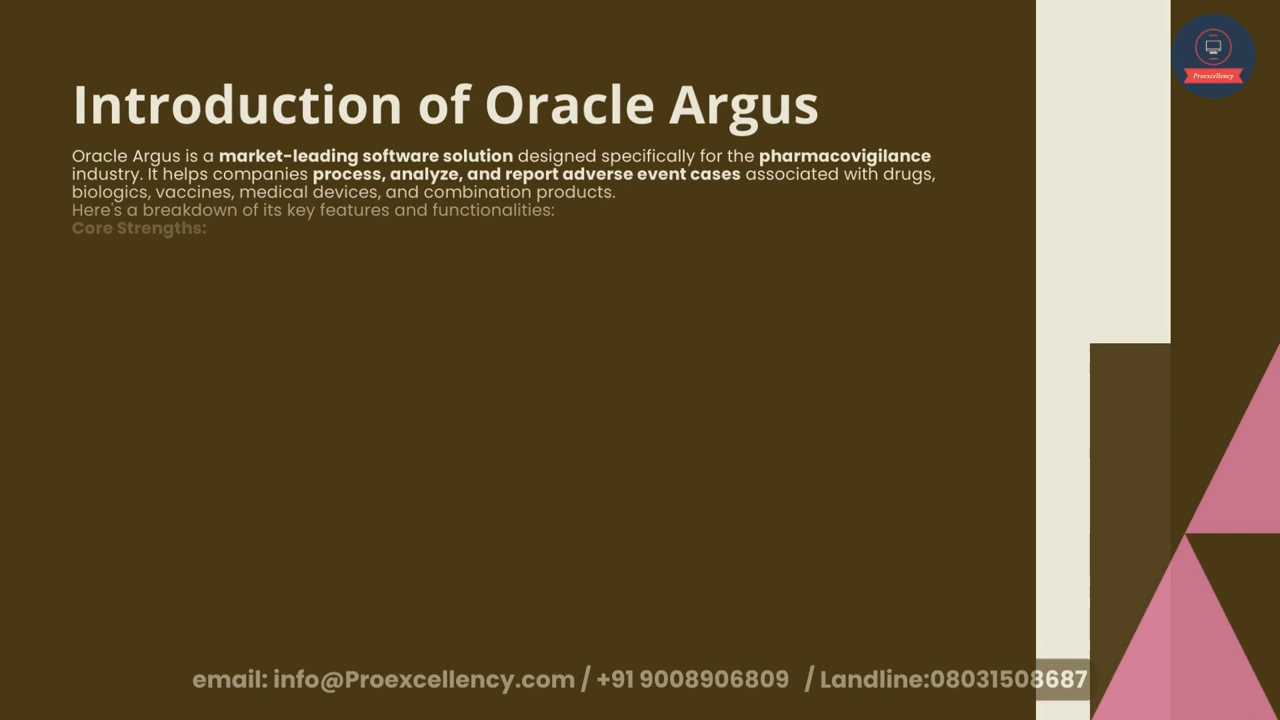 Proexcellency
Introduction of Oracle Argus
Oracle Argus is a market-leading software solution designed specifically for the pharmacovigilance
industry. It helps companies process, analyze, and report adverse event cases associated with drugs,
biologics, vaccines, medical devices, and combination products.
Here's a breakdown of its key features and functionalities:
Core Strengths:
email: info@Proexcellency.com / +91 9008906809 / Landline:08031508687